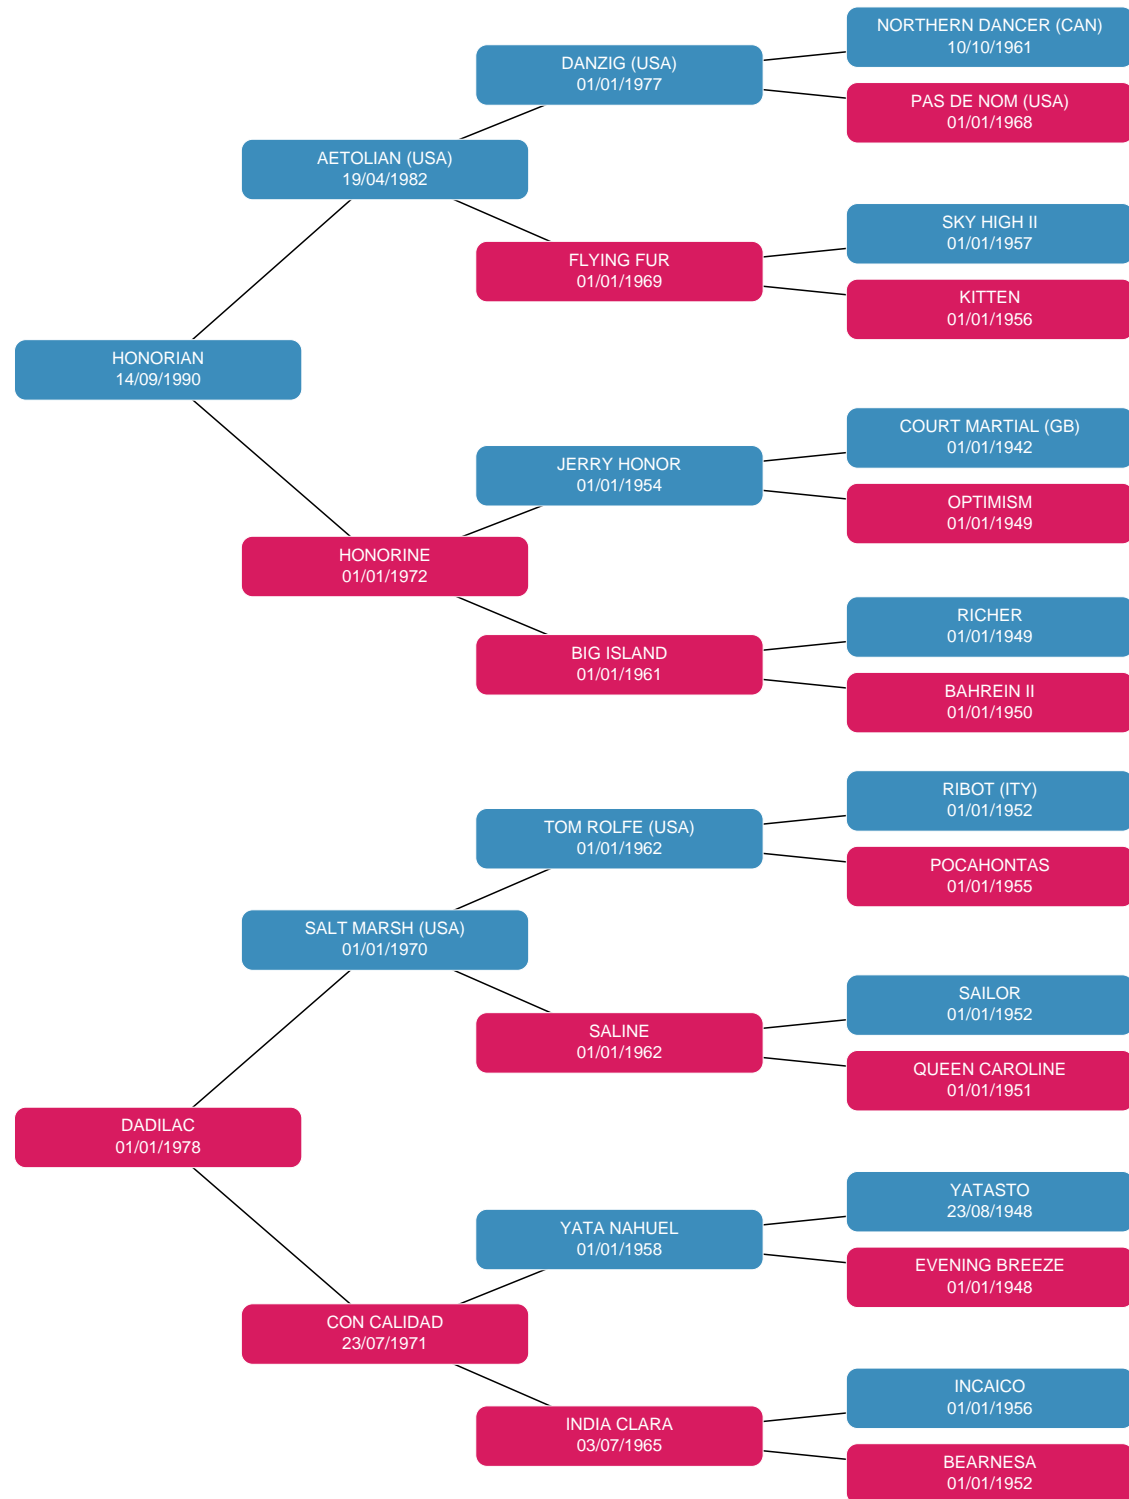 NORTHERN DANCER (CAN)
10/10/1961
DANZIG (USA)
01/01/1977
PAS DE NOM (USA)
01/01/1968
AETOLIAN (USA)
19/04/1982
SKY HIGH II
01/01/1957
FLYING FUR
01/01/1969
KITTEN
01/01/1956
HONORIAN
14/09/1990
COURT MARTIAL (GB)
01/01/1942
JERRY HONOR
01/01/1954
OPTIMISM
01/01/1949
HONORINE
01/01/1972
RICHER
01/01/1949
BIG ISLAND
01/01/1961
BAHREIN II
01/01/1950
RIBOT (ITY)
01/01/1952
TOM ROLFE (USA)
01/01/1962
POCAHONTAS
01/01/1955
SALT MARSH (USA)
01/01/1970
SAILOR
01/01/1952
SALINE
01/01/1962
QUEEN CAROLINE
01/01/1951
DADILAC
01/01/1978
YATASTO
23/08/1948
YATA NAHUEL
01/01/1958
EVENING BREEZE
01/01/1948
CON CALIDAD
23/07/1971
INCAICO
01/01/1956
INDIA CLARA
03/07/1965
BEARNESA
01/01/1952